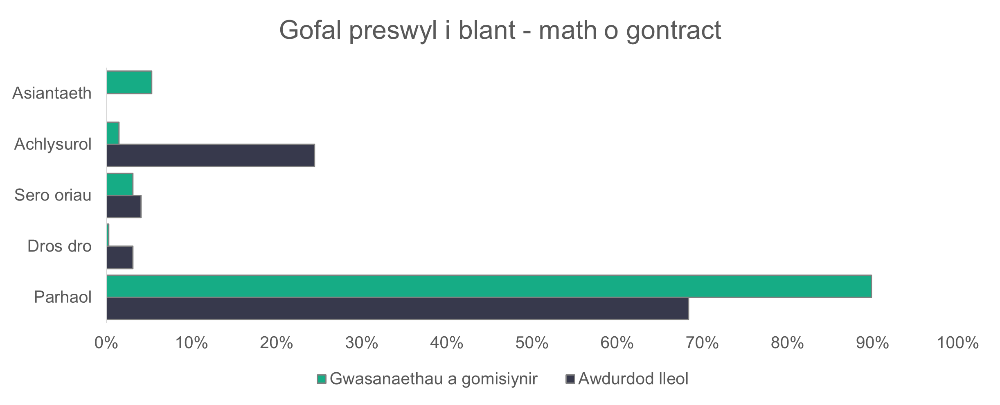 Gofal preswyl i blant - math o gontract
Asiantaeth
Achlysurol
Sero oriau
Dros dro
Parhaol
0% 10% 20% 30% 40% 50% 60% 70% 80% 90% 100%
Gwasanaethau a gomisiynir Awdurdod lleol